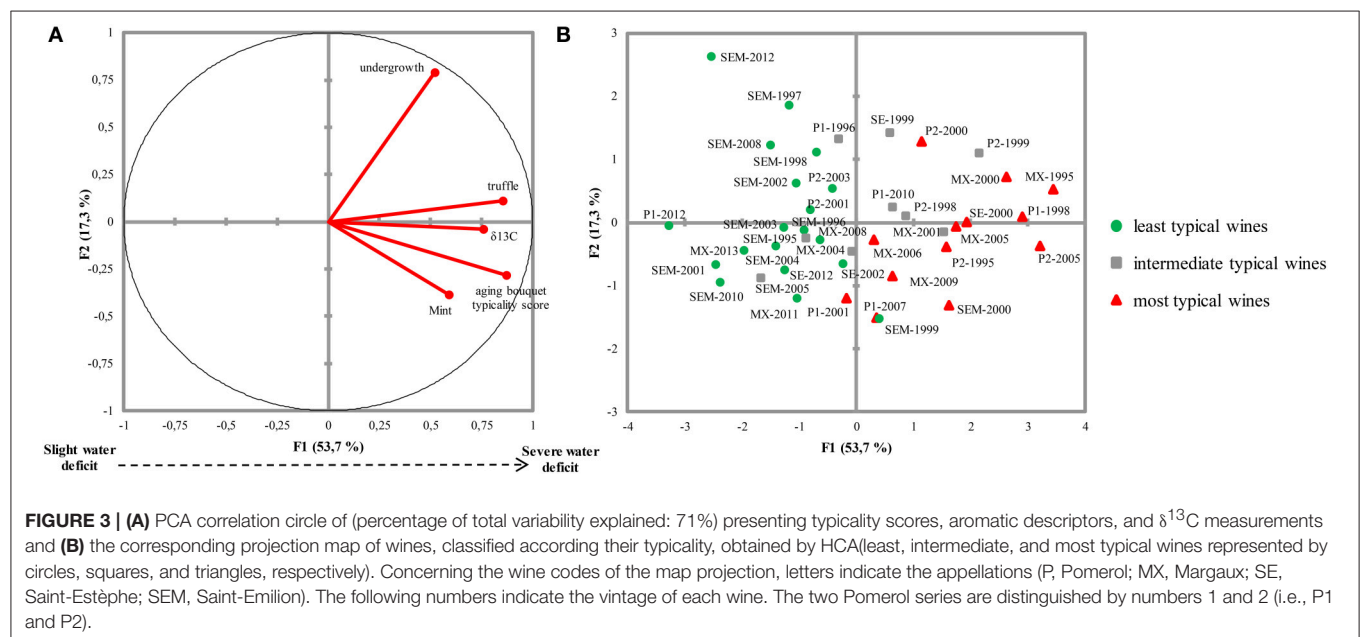 A
1
0,75
0,5
0,25
0
-0,25
-0,5
-0,75
-1
F2 (17,3 %)
undergrowth
truffle
δ13C
aging bouquet
typicality score
Mint
-1 -0,75 -0,5 -0,25 0 0,25 0,5 0,75 1
F1 (53,7 %)
Slight water
deficit
Severe water
deficit
B
3
2
1
0
-1
-2
-3
F2 (17,3 %)
SEM-2012
SEM-1997
P1-1996
SE-1999
P2-2000
P2-1999
SEM-2008
SEM-1998
SEM-2002
P2-2003
MX-2000
MX-1995
P2-2001
P1-2010
P2-1998
SE-2000
P1-1998
P1-2012
SEM-2003
SEM-1996
MX-2008
MX-2001
MX-2005
MX-2013
SEM-1995
MX-2004
MX-2006
P2-1995
P2-2005
SEM-2001
SEM-2004
SE-2012
SE-2002
MX-2009
SEM-2010
SEM-2005
MX-2011
P1-2001
P1-2007
SEM-2000
SEM-1999
-4 -3 -2 -1 0 1 2 3 4
F1 (53,7 %)
least typical wines
intermediate typical wines
most typical wines
FIGURE 3 | (A) PCA correlation circle of (percentage of total variability explained: 71%) presenting typicality scores, aromatic descriptors, and δ13C measurements
and (B) the corresponding projection map of wines, classified according their typicality, obtained by HCA(least, intermediate, and most typical wines represented by
circles, squares, and triangles, respectively). Concerning the wine codes of the map projection, letters indicate the appellations (P, Pomerol; MX, Margaux; SE,
Saint-Estèphe; SEM, Saint-Emilion). The following numbers indicate the vintage of each wine. The two Pomerol series are distinguished by numbers 1 and 2 (i.e., P1
and P2).